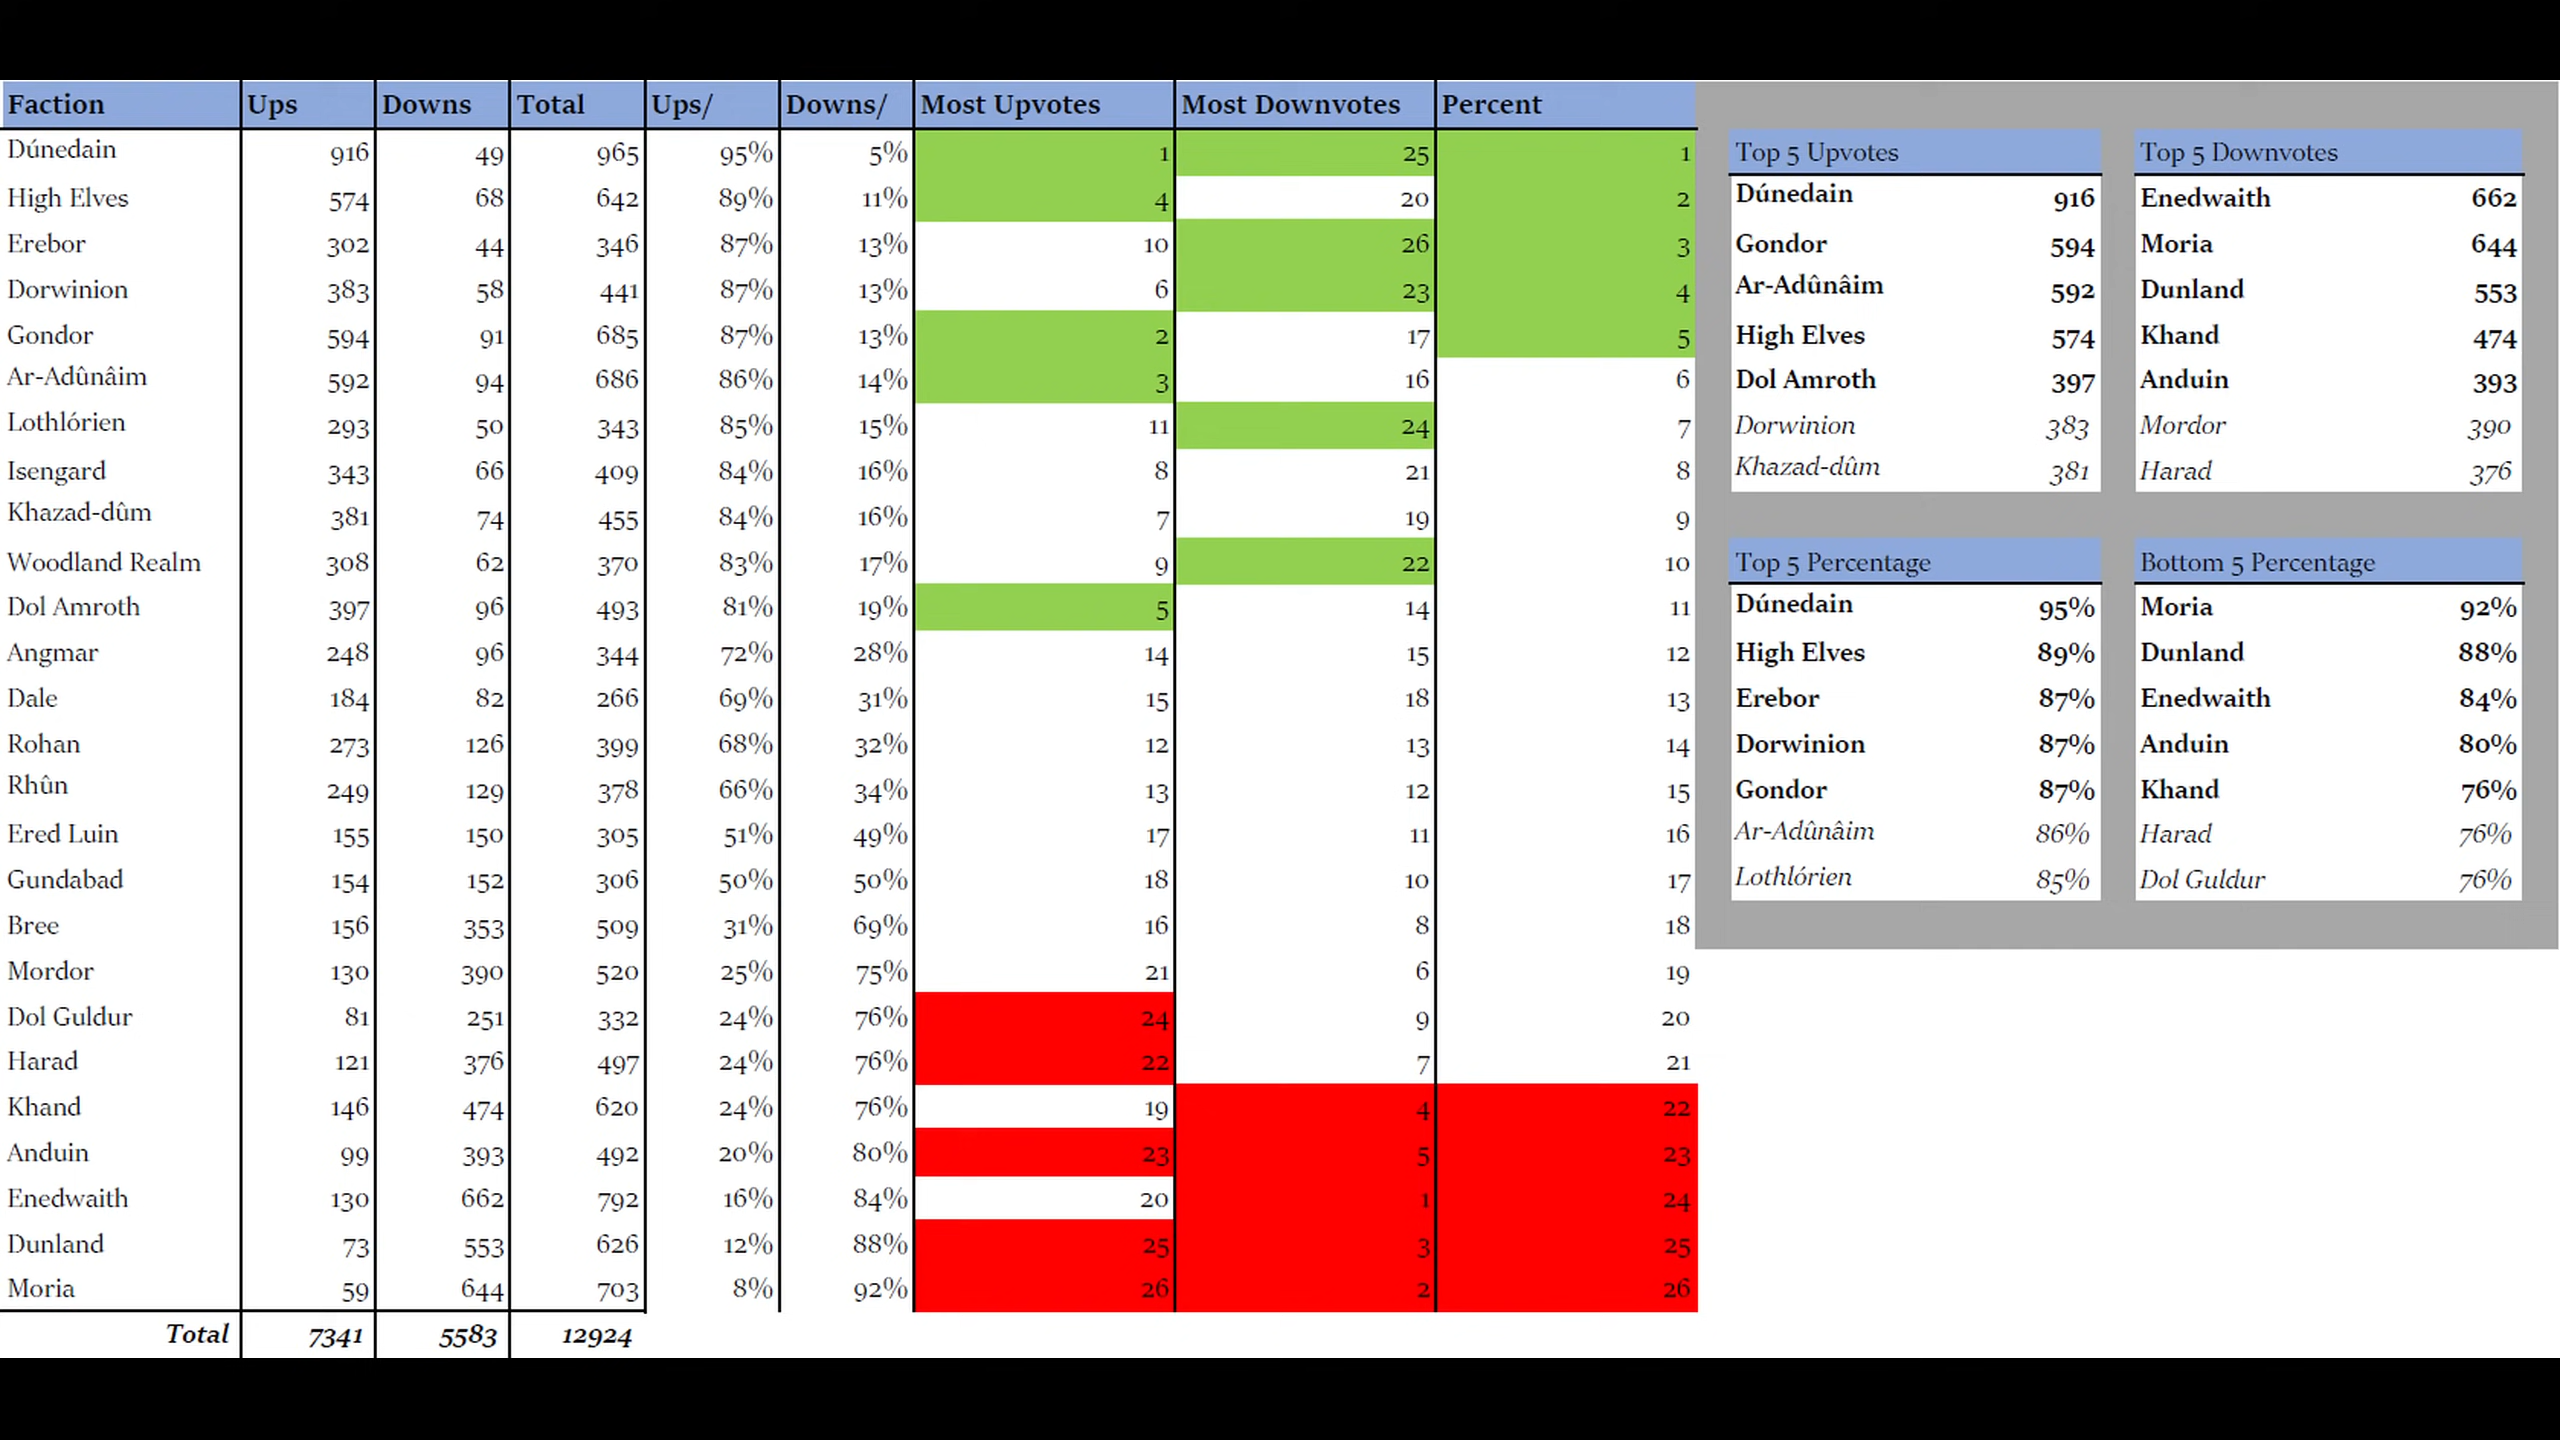 Faction Ups Downs Total Ups/ Downs/ Most Upvotes Most Downvotes Percent
Dúnedain 916 49 965 95% 5% 1 25 1
High Elves 574 68 642 89% 11% 4 20 2
Erebor 302 44 346 87% 13% 10 26 3
Dorwinion 383 58 441 87% 13% 6 23 4
Gondor 594 91 685 87% 13% 2 17 5
Ar-Adûnâim 592 94 686 86% 14% 3 16 6
Lothlórien 293 50 343 85% 15% 11 24 7
Isengard 343 66 409 84% 16% 8 21 8
Khazad-dûm 381 74 455 84% 16% 7 19 9
Woodland Realm 308 62 370 83% 17% 9 22 10
Dol Amroth 397 96 493 81% 19% 5 14 11
Angmar 248 96 344 72% 28% 14 15 12
Dale 184 82 266 69% 31% 15 18 13
Rohan 273 126 399 68% 32% 12 13 14
Rhûn 249 129 378 66% 34% 13 12 15
Ered Luin 155 150 305 51% 49% 17 11 16
Gundabad 154 152 306 50% 50% 18 10 17
Bree 156 353 509 31% 69% 16 8 18
Mordor 130 390 520 25% 75% 21 6 19
Dol Guldur 81 251 332 24% 76% 24 9 20
Harad 121 376 497 24% 76% 22 7 21
Khand 146 474 620 24% 76% 19 4 22
Anduin 99 393 492 20% 80% 23 5 23
Enedwaith 130 662 792 16% 84% 20 1 24
Dunland 73 553 626 12% 88% 25 3 25
Moria 59 644 703 8% 92% 26 2 26
Total 7341 5583 12924
Top 5 Upvotes
Dúnedain 916
Gondor 594
Ar-Adûnâim 592
High Elves 574
Dol Amroth 397
Dorwinion 383
Khazad-dûm 381
Top 5 Downvotes
Enedwaith 662
Moria 644
Dunland 553
Khand 474
Anduin 393
Mordor 390
Harad 376
Top 5 Percentage
Dúnedain 95%
High Elves 89%
Erebor 87%
Dorwinion 87%
Gondor 87%
Ar-Adûnâim 86%
Lothlórien 85%
Bottom 5 Percentage
Moria 92%
Dunland 88%
Enedwaith 84%
Anduin 80%
Khand 76%
Harad 76%
Dol Guldur 76%